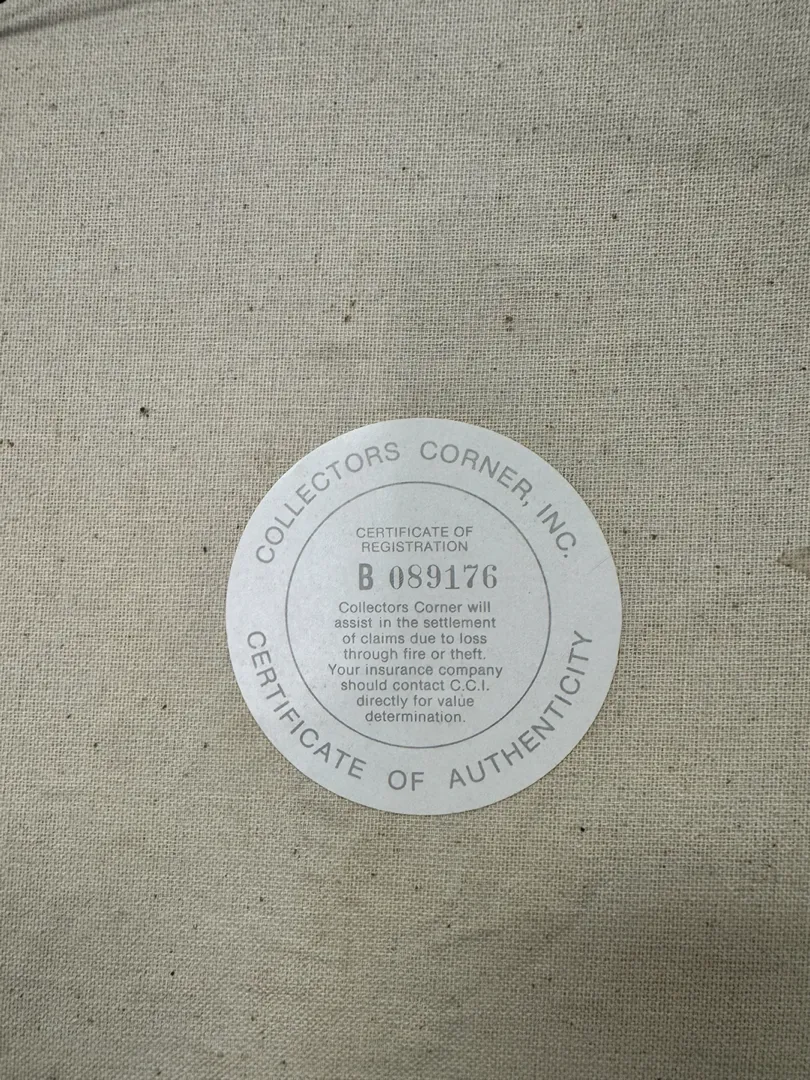 COLLECTORS CORNER, INC.
CERTIFICATE OF
REGISTRATION
B 089176
Collectors Corner will
assist in the settlement
of claims due to loss
through fire or theft.
Your insurance company
should contact C.C.I.
directly for value
determination.
CERTIFICATE OF AUTHENTICITY